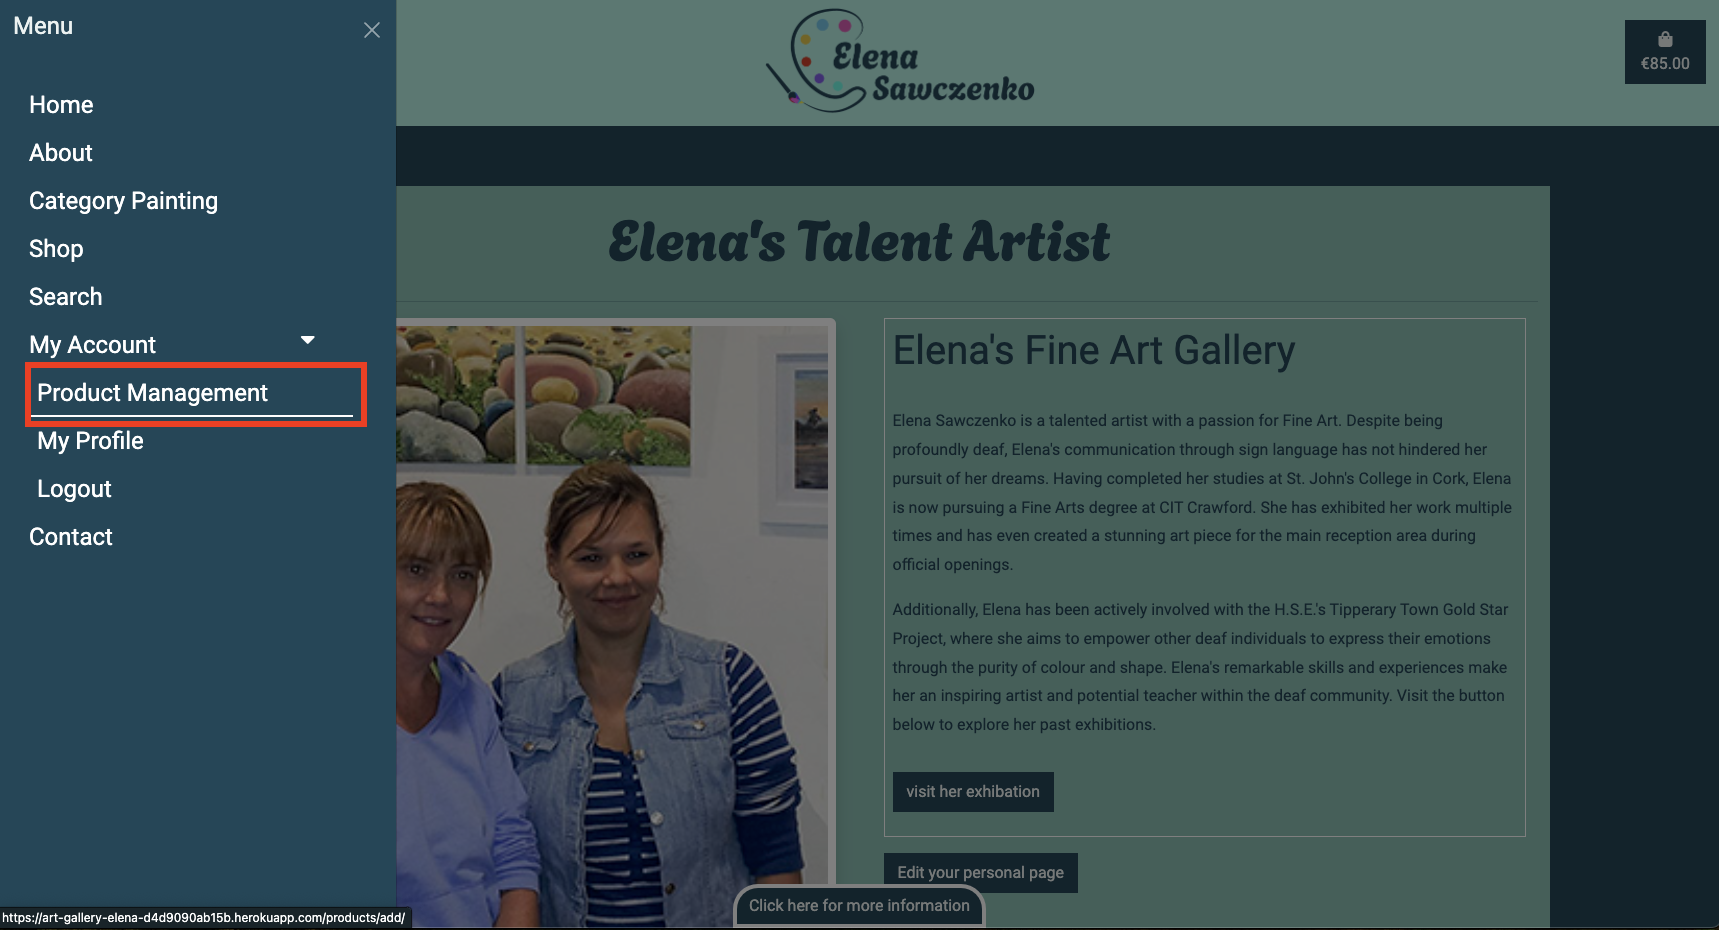 Menu
Home
About
Category Painting
Shop
Search
My Account
Product Management
My Profile
Logout
Contact
Elena
Sawczenko
€85.00
Elena's Talent Artist
Elena's Fine Art Gallery
Elena Sawczenko is a talented artist with a passion for Fine Art. Despite being
profoundly deaf, Elena's communication through sign language has not hindered her
pursuit of her dreams. Having completed her studies at St. John's College in Cork, Elena
is now pursuing a Fine Arts degree at CIT Crawford. She has exhibited her work multiple
times and has even created a stunning art piece for the main reception area during
official openings.
Additionally, Elena has been actively involved with the H.S.E.'s Tipperary Town Gold Star
Project, where she aims to empower other deaf individuals to express their emotions
through the purity of colour and shape. Elena's remarkable skills and experiences make
her an inspiring artist and potential teacher within the deaf community. Visit the button
below to explore her past exhibitions.
visit her exhibation
Edit your personal page
Click here for more information
https://art-gallery-elena-d4d9090ab15b.herokuapp.com/products/add/